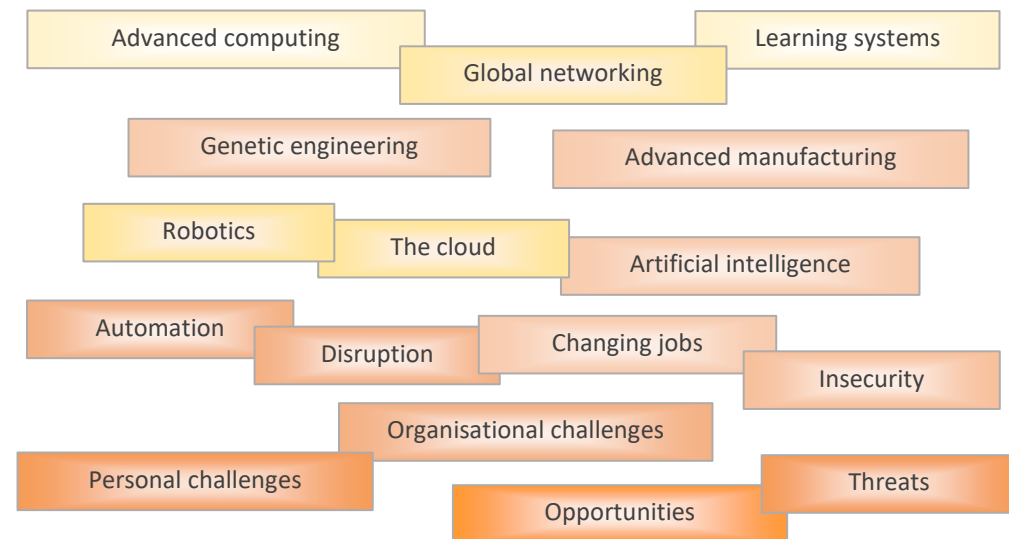 Advanced computing
Learning systems
Global networking
Genetic engineering
Advanced manufacturing
Robotics
The cloud
Artificial intelligence
Automation
Disruption
Changing jobs
Insecurity
Organisational challenges
Personal challenges
Threats
Opportunities